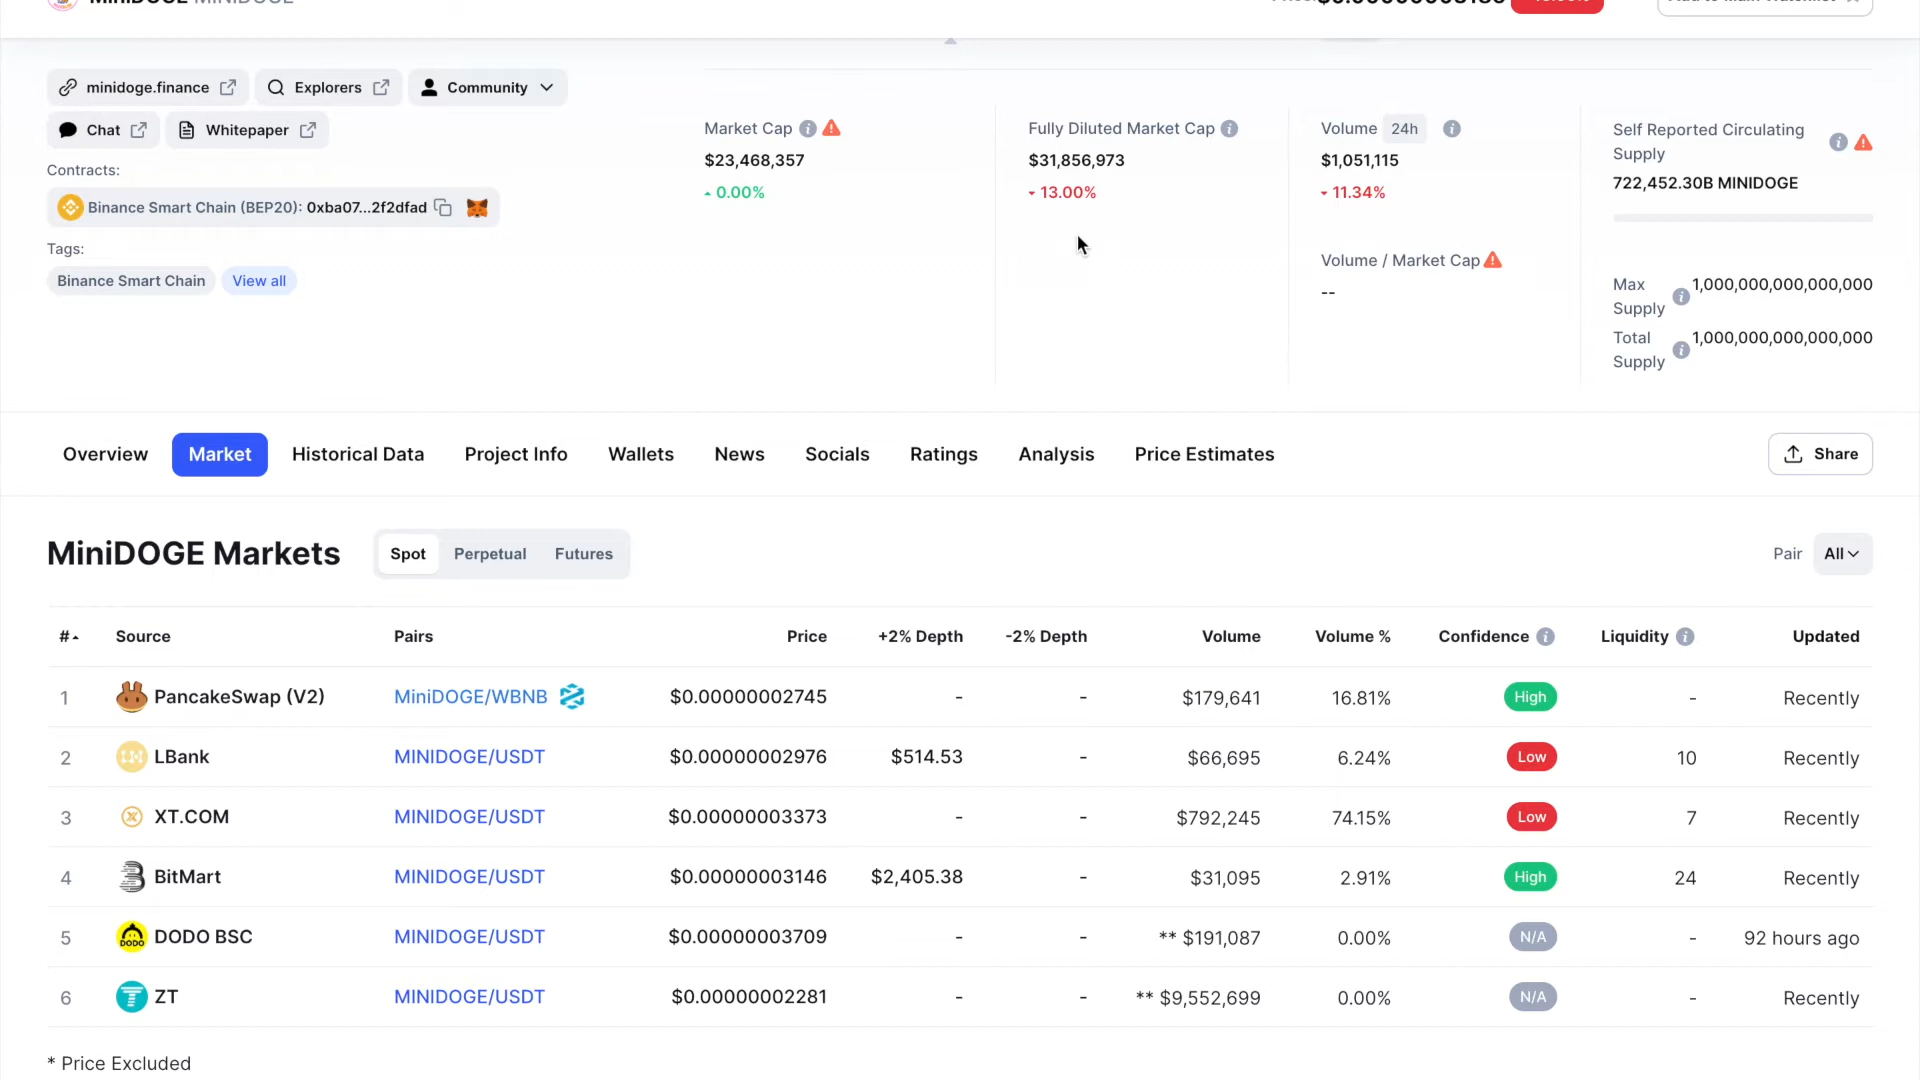 MiniDOGE MINIDOGE
minidoge.finance Explorers Community
Chat Whitepaper
Contracts:
Binance Smart Chain (BEP20): 0xba07...2f2dfad
Tags:
Binance Smart Chain View all
Market Cap
$23,468,357
0.00%
Fully Diluted Market Cap
$31,856,973
13.00%
Volume 24h
$1,051,115
11.34%
Volume / Market Cap
--
Self Reported Circulating
Supply
722,452.30B MINIDOGE
Max
Supply
1,000,000,000,000,000
Total
Supply
1,000,000,000,000,000
Overview Market Historical Data Project Info Wallets News Socials Ratings Analysis Price Estimates Share
MiniDOGE Markets Spot Perpetual Futures Pair All
# Source Pairs Price +2% Depth -2% Depth Volume Volume % Confidence Liquidity Updated
1 PancakeSwap (V2) MiniDOGE/WBNB $0.00000002745 - - $179,641 16.81% High - Recently
2 LBank MINIDOGE/USDT $0.00000002976 $514.53 - $66,695 6.24% Low 10 Recently
3 XT.COM MINIDOGE/USDT $0.00000003373 - - $792,245 74.15% Low 7 Recently
4 BitMart MINIDOGE/USDT $0.00000003146 $2,405.38 - $31,095 2.91% High 24 Recently
5 DODO BSC MINIDOGE/USDT $0.00000003709 - - ** $191,087 0.00% N/A - 92 hours ago
6 ZT MINIDOGE/USDT $0.00000002281 - - ** $9,552,699 0.00% N/A - Recently
* Price Excluded